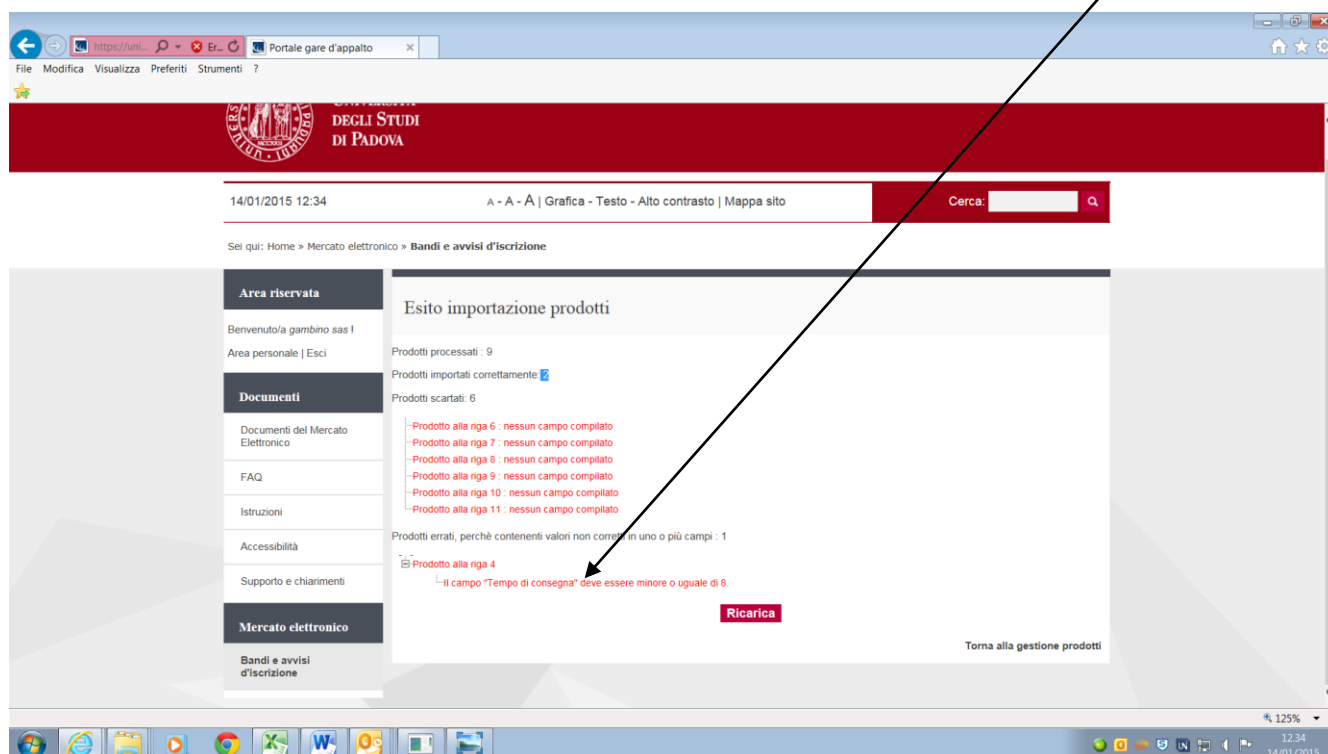 https://uni... Er... Portale gare d'appalto
File Modifica Visualizza Preferiti Strumenti ?
DEGLI STUDI
DI PADOVA
14/01/2015 12:34 A - A - A | Grafica - Testo - Alto contrasto | Mappa sito Cerca:
Sei qui: Home » Mercato elettronico » Bandi e avvisi d'iscrizione
Area riservata
Benvenuto/a gambino sas !
Area personale | Esci
Documenti
Documenti del Mercato
Elettronico
FAQ
Istruzioni
Accessibilità
Supporto e chiarimenti
Mercato elettronico
Bandi e avvisi
d'iscrizione
Esito importazione prodotti
Prodotti processati : 9
Prodotti importati correttamente: 2
Prodotti scartati: 6
Prodotto alla riga 6 : nessun campo compilato
Prodotto alla riga 7 : nessun campo compilato
Prodotto alla riga 8 : nessun campo compilato
Prodotto alla riga 9 : nessun campo compilato
Prodotto alla riga 10 : nessun campo compilato
Prodotto alla riga 11 : nessun campo compilato
Prodotti errati, perchè contenenti valori non corretti in uno o più campi : 1
Prodotto alla riga 4
Il campo "Tempo di consegna" deve essere minore o uguale di 8.
Ricarica
Torna alla gestione prodotti
125%
12.34
14/01/2015